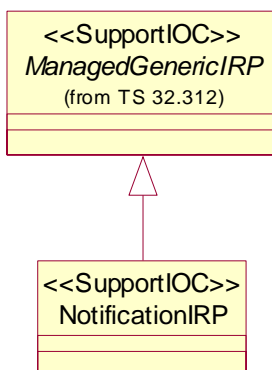 <<SupportIOC>>
ManagedGenericIRP
(from TS 32.312)
<<SupportIOC>>
NotificationIRP